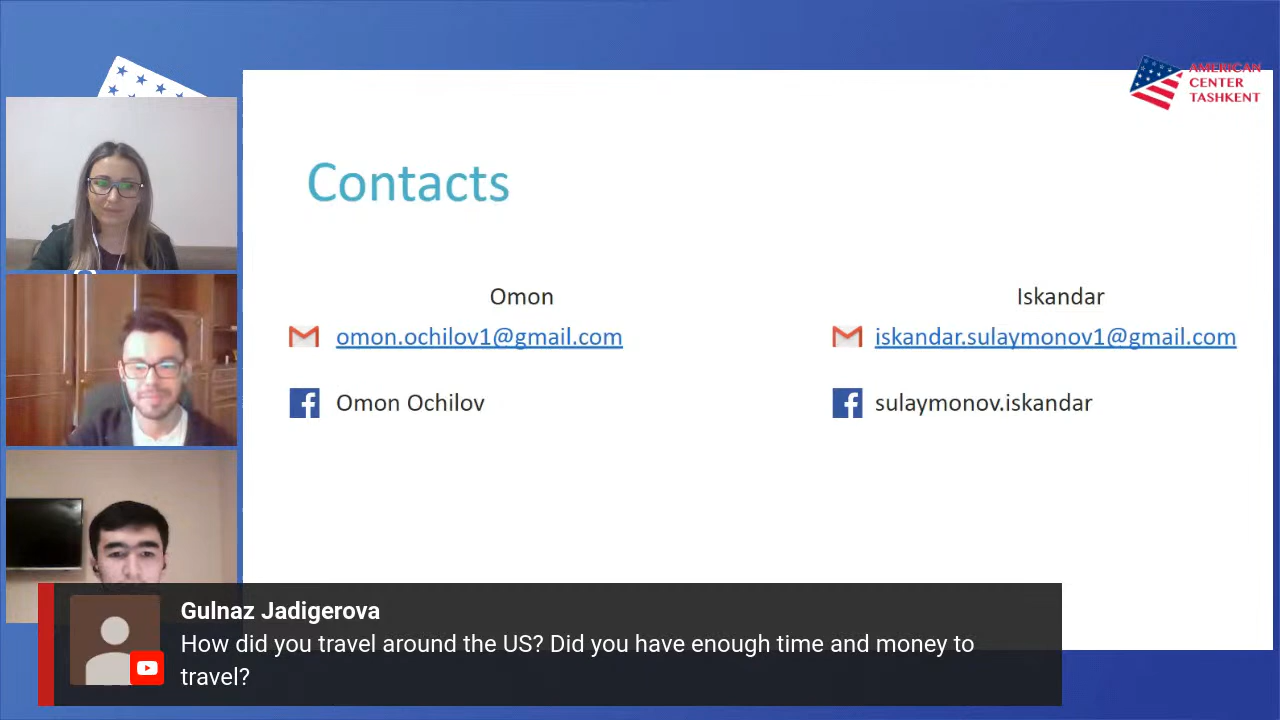 AMERICAN
CENTER
TASHKENT
Contacts
Omon
omon.ochilov1@gmail.com
Omon Ochilov
Iskandar
iskandar.sulaymonov1@gmail.com
sulaymonov.iskandar
Gulnaz Jadigerova
How did you travel around the US? Did you have enough time and money to
travel?